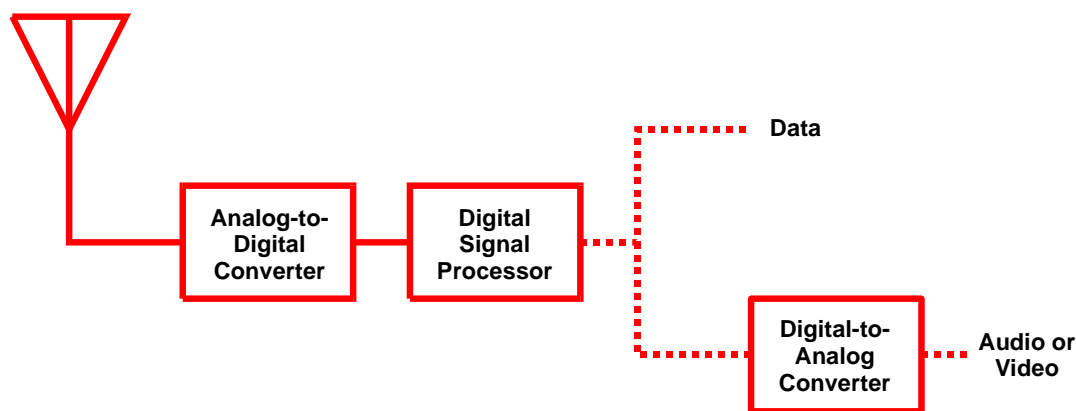 Data
Analog-to-
Digital
Converter
Digital
Signal
Processor
Digital-to-
Analog
Converter
Audio or
Video